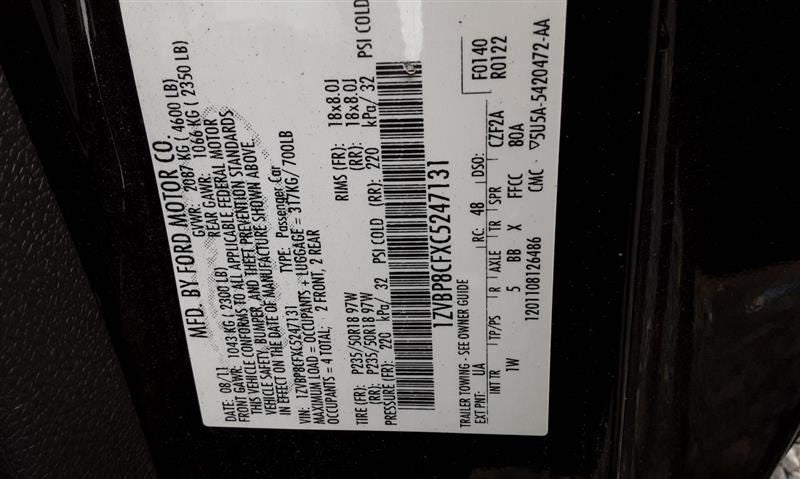 MFD. BY FORD MOTOR CO.
DATE: 08/11 GVWR: 2087 KG ( 4600 LB)
FRONT GAWR: 1043 KG ( 2300 LB) REAR GAWR: 1066 KG ( 2350 LB)
THIS VEHICLE CONFORMS TO ALL APPLICABLE FEDERAL MOTOR
VEHICLE SAFETY, BUMPER, AND THEFT PREVENTION STANDARDS
IN EFFECT ON THE DATE OF MANUFACTURE SHOWN ABOVE.
VIN: 1ZVBP8CFXC5247131 TYPE: Passenger Car
MAXIMUM LOAD = OCCUPANTS + LUGGAGE = 317KG/700LB
OCCUPANTS = 4 TOTAL; 2 FRONT, 2 REAR
TIRE (FR): P235/50R18 97W RIMS (FR): 18x8.0J
(RR): P235/50R18 97W (RR): 18x8.0J
PRESSURE (FR): 220 kPa/ 32 PSI COLD (RR): 220 kPa/ 32 PSI COLD
1ZVBP8CFXC5247131
TRAILER TOWING - SEE OWNER GUIDE F0140
R0122
EXT PNT: UA RC: 48 DSO: CZF2A
INT TR TP/PS R AXLE TR SPR 80A
1W 5 BB X FFCC
1201108126486 CMC ▽5U5A-5420472-AA